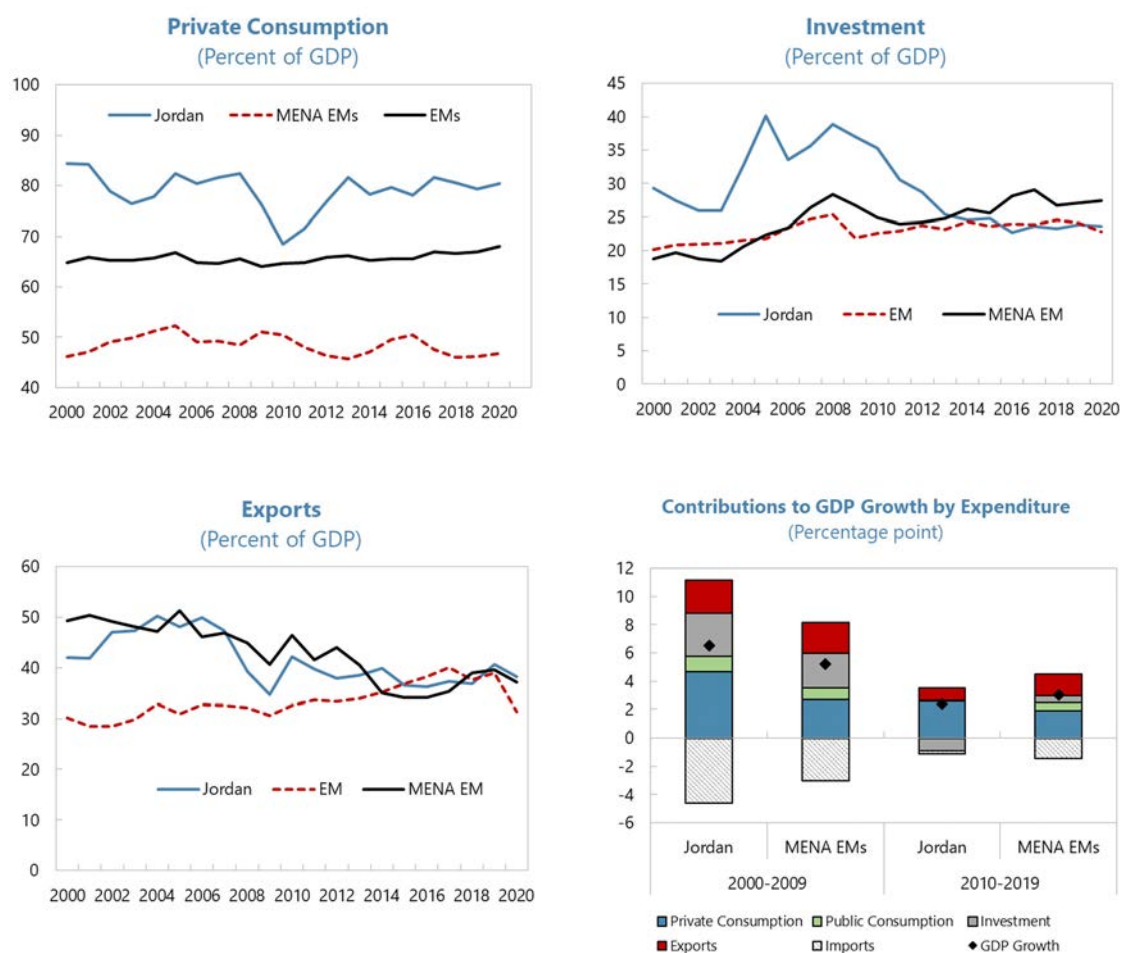 Private Consumption
(Percent of GDP)
100
90
80
70
60
50
40
Jordan MENA EMs EMs
2000 2002 2004 2006 2008 2010 2012 2014 2016 2018 2020
Investment
(Percent of GDP)
45
40
35
30
25
20
15
10
5
0
Jordan EM MENA EM
2000 2002 2004 2006 2008 2010 2012 2014 2016 2018 2020
Exports
(Percent of GDP)
60
50
40
30
20
10
0
Jordan EM MENA EM
2000 2002 2004 2006 2008 2010 2012 2014 2016 2018 2020
Contributions to GDP Growth by Expenditure
(Percentage point)
12
10
8
6
4
2
0
-2
-4
-6
Jordan MENA EMs Jordan MENA EMs
2000-2009 2010-2019
Private Consumption Public Consumption Investment
Exports Imports GDP Growth